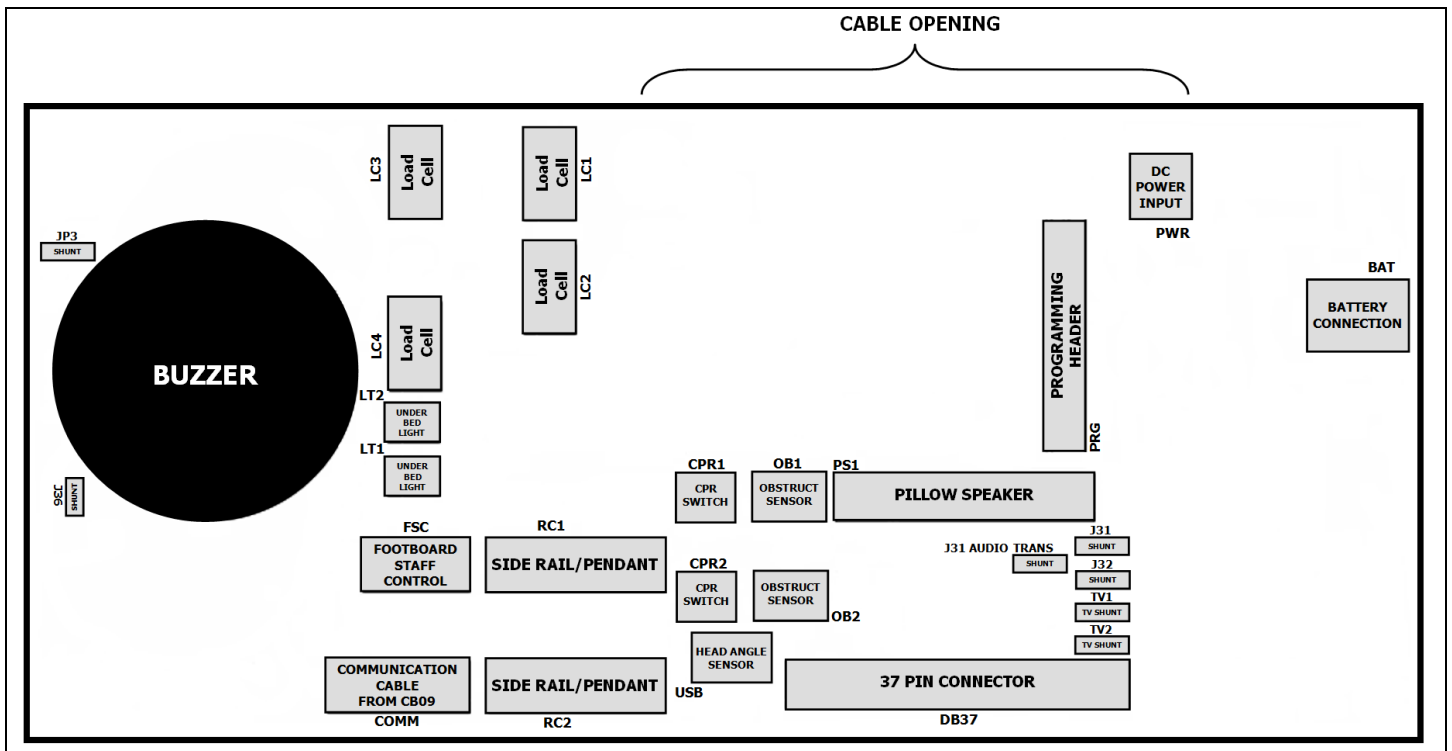 CABLE OPENING
LC3
Load
Cell
Load
Cell
LC1
DC
POWER
INPUT
PWR
JP3
SHUNT
Load
Cell
LC2
BAT
BATTERY
CONNECTION
PROGRAMMING
HEADER
PRG
BUZZER
LC4
Load
Cell
LT2
UNDER
BED
LIGHT
LT1
UNDER
BED
LIGHT
J36
SHUNT
CPR1
CPR
SWITCH
OB1
OBSTRUCT
SENSOR
PS1
PILLOW SPEAKER
FSC
FOOTBOARD
STAFF
CONTROL
RC1
SIDE RAIL/PENDANT
J31
SHUNT
J31 AUDIO TRANS
SHUNT
CPR2
CPR
SWITCH
OBSTRUCT
SENSOR
OB2
J32
SHUNT
TV1
TV SHUNT
TV2
TV SHUNT
HEAD ANGLE
SENSOR
USB
COMMUNICATION
CABLE
FROM CB09
COMM
SIDE RAIL/PENDANT
RC2
37 PIN CONNECTOR
DB37